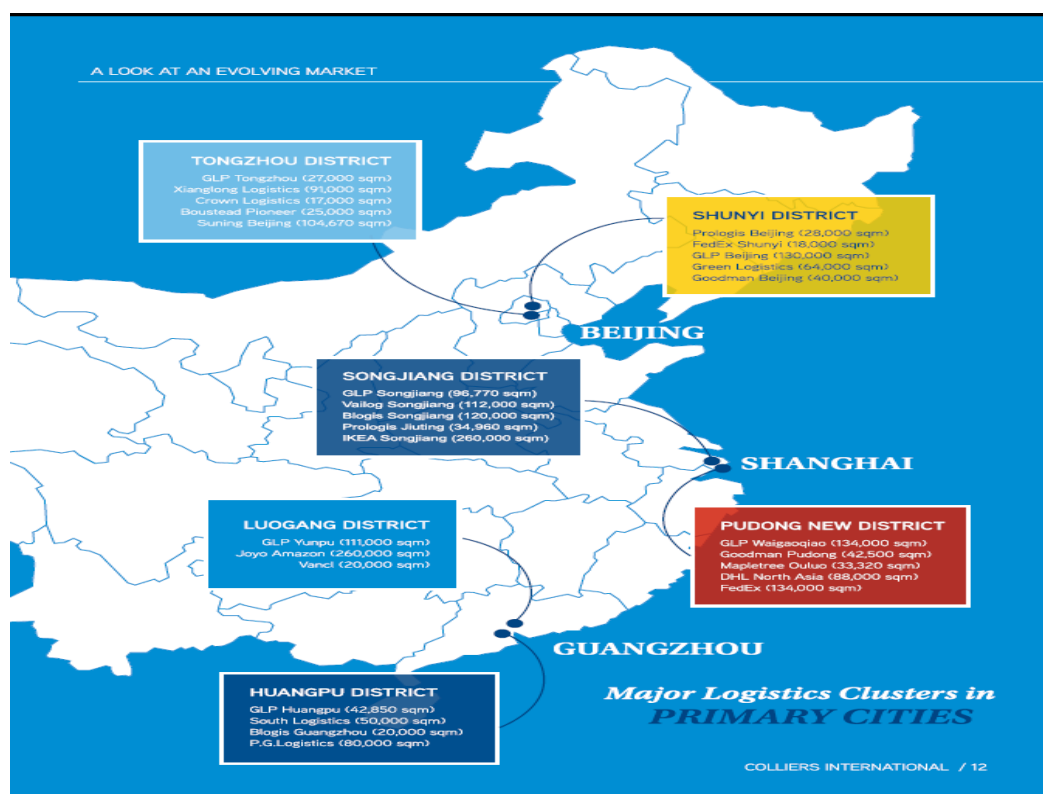 A LOOK AT AN EVOLVING MARKET
TONGZHOU DISTRICT
GLP Tongzhou (27,000 sqm)
Xianglong Logistics (91,000 sqm)
Crown Logistics (17,000 sqm)
Boustead Pioneer (25,000 sqm)
Suning Beijing (104,670 sqm)
SHUNYI DISTRICT
Prologis Beijing (28,000 sqm)
FedEx Shunyi (18,000 sqm)
GLP Beijing (130,000 sqm)
Green Logistics (64,000 sqm)
Goodman Beijing (40,000 sqm)
BEIJING
SONGJIANG DISTRICT
GLP Songjiang (96,770 sqm)
Vailog Songjiang (112,000 sqm)
Blogis Songjiang (120,000 sqm)
Prologis Jiuting (34,960 sqm)
IKEA Songjiang (260,000 sqm)
SHANGHAI
LUOGANG DISTRICT
GLP Yunpu (111,000 sqm)
Joyo Amazon (260,000 sqm)
Vancl (20,000 sqm)
PUDONG NEW DISTRICT
GLP Waigaoqiao (134,000 sqm)
Goodman Pudong (42,500 sqm)
Mapletree Ouluo (33,320 sqm)
DHL North Asia (88,000 sqm)
FedEx (134,000 sqm)
GUANGZHOU
HUANGPU DISTRICT
GLP Huangpu (42,850 sqm)
South Logistics (50,000 sqm)
Blogis Guangzhou (20,000 sqm)
P.G.Logistics (80,000 sqm)
Major Logistics Clusters in
PRIMARY CITIES
COLLIERS INTERNATIONAL / 12